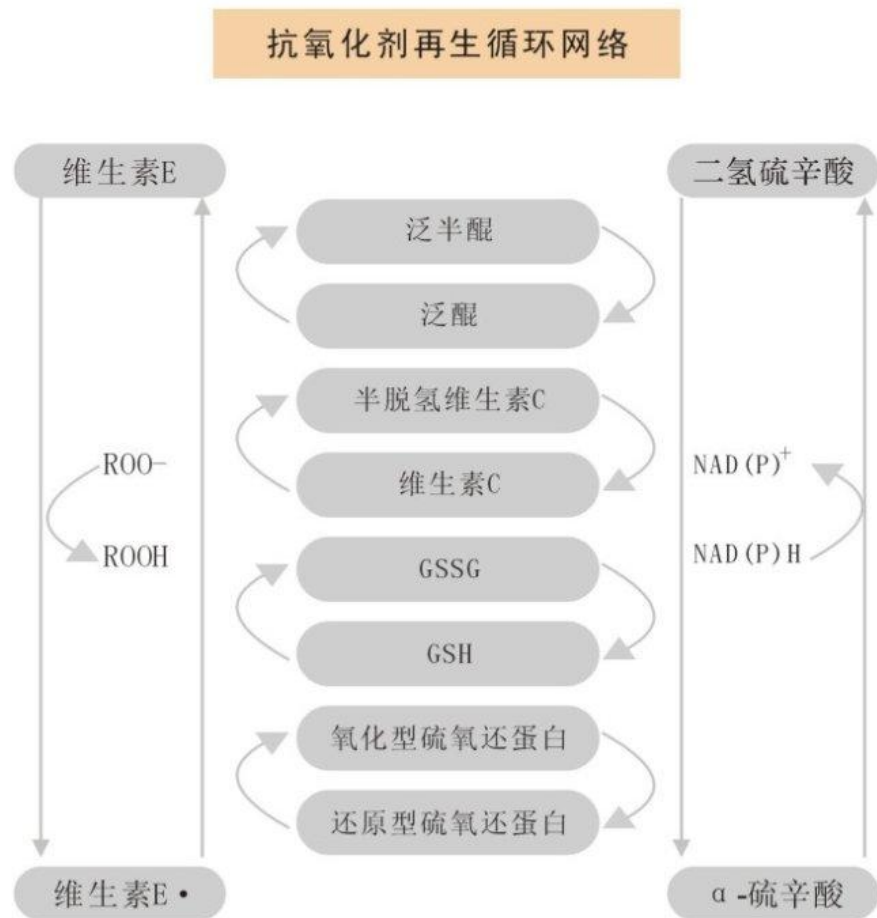 抗氧化剂再生循环网络
维生素E
二氢硫辛酸
泛半醌
泛醌
半脱氢维生素C
ROO—
NAD(P)+
维生素C
ROOH
GSSG
NAD(P)H
GSH
氧化型硫氧还蛋白
还原型硫氧还蛋白
维生素E·
α-硫辛酸